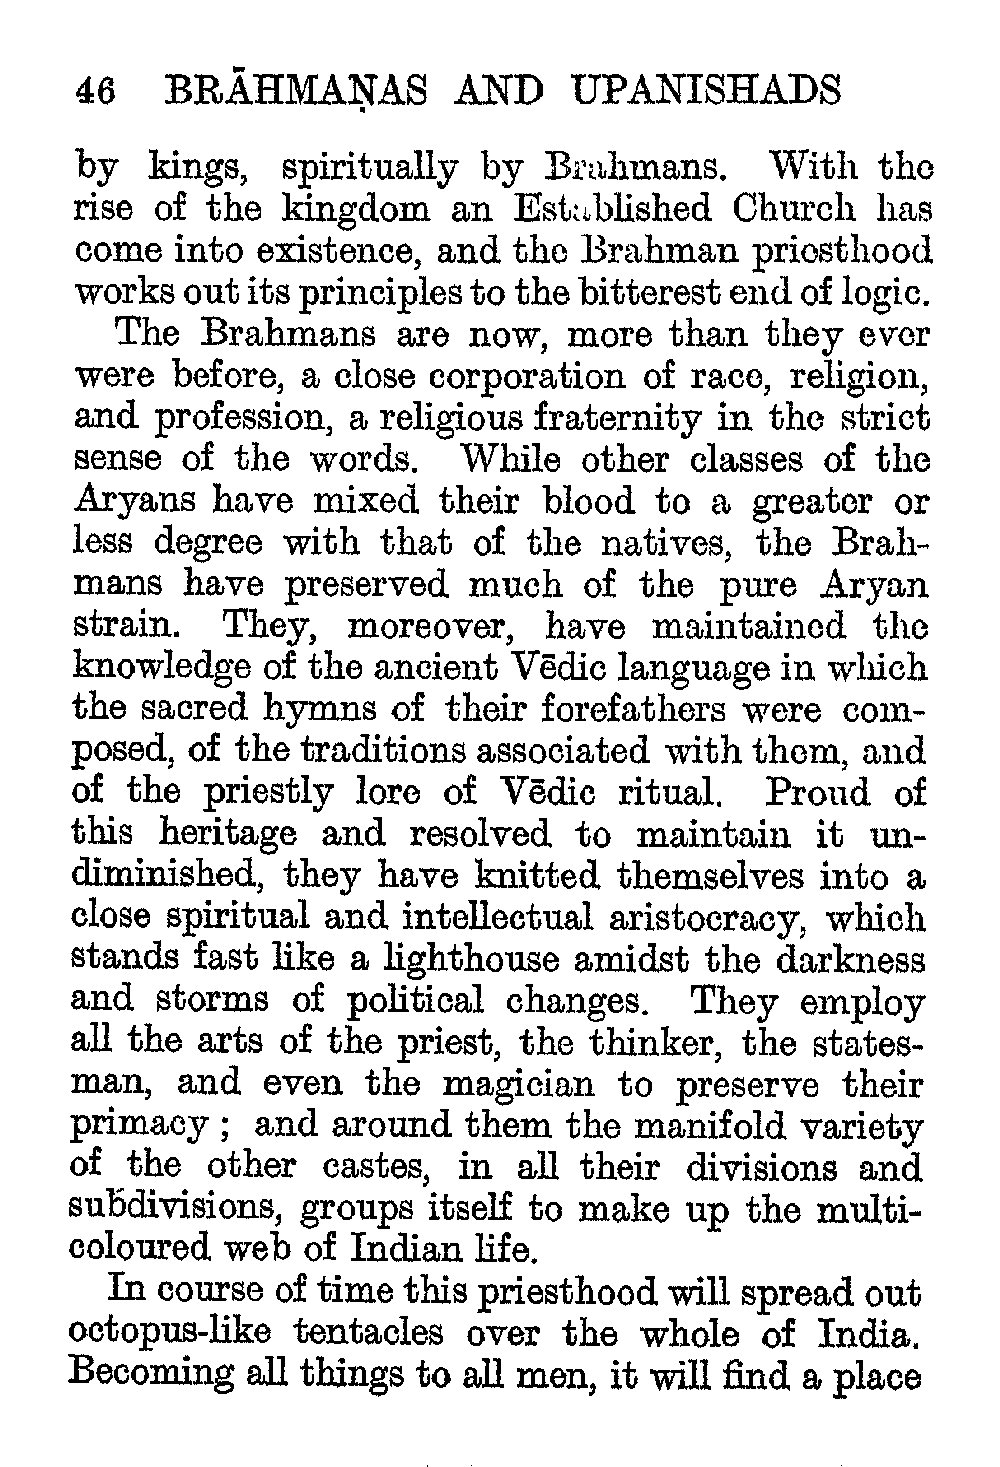 46 BRĀHMAṆAS AND UPANISHADS
by kings, spiritually by Brahmans. With the
rise of the kingdom an Established Church has
come into existence, and the Brahman priesthood
works out its principles to the bitterest end of logic.
The Brahmans are now, more than they ever
were before, a close corporation of race, religion,
and profession, a religious fraternity in the strict
sense of the words. While other classes of the
Aryans have mixed their blood to a greater or
less degree with that of the natives, the Brah-
mans have preserved much of the pure Aryan
strain. They, moreover, have maintained the
knowledge of the ancient Vēdic language in which
the sacred hymns of their forefathers were com-
posed, of the traditions associated with them, and
of the priestly lore of Vēdic ritual. Proud of
this heritage and resolved to maintain it un-
diminished, they have knitted themselves into a
close spiritual and intellectual aristocracy, which
stands fast like a lighthouse amidst the darkness
and storms of political changes. They employ
all the arts of the priest, the thinker, the states-
man, and even the magician to preserve their
primacy ; and around them the manifold variety
of the other castes, in all their divisions and
subdivisions, groups itself to make up the multi-
coloured web of Indian life.
In course of time this priesthood will spread out
octopus-like tentacles over the whole of India.
Becoming all things to all men, it will find a place